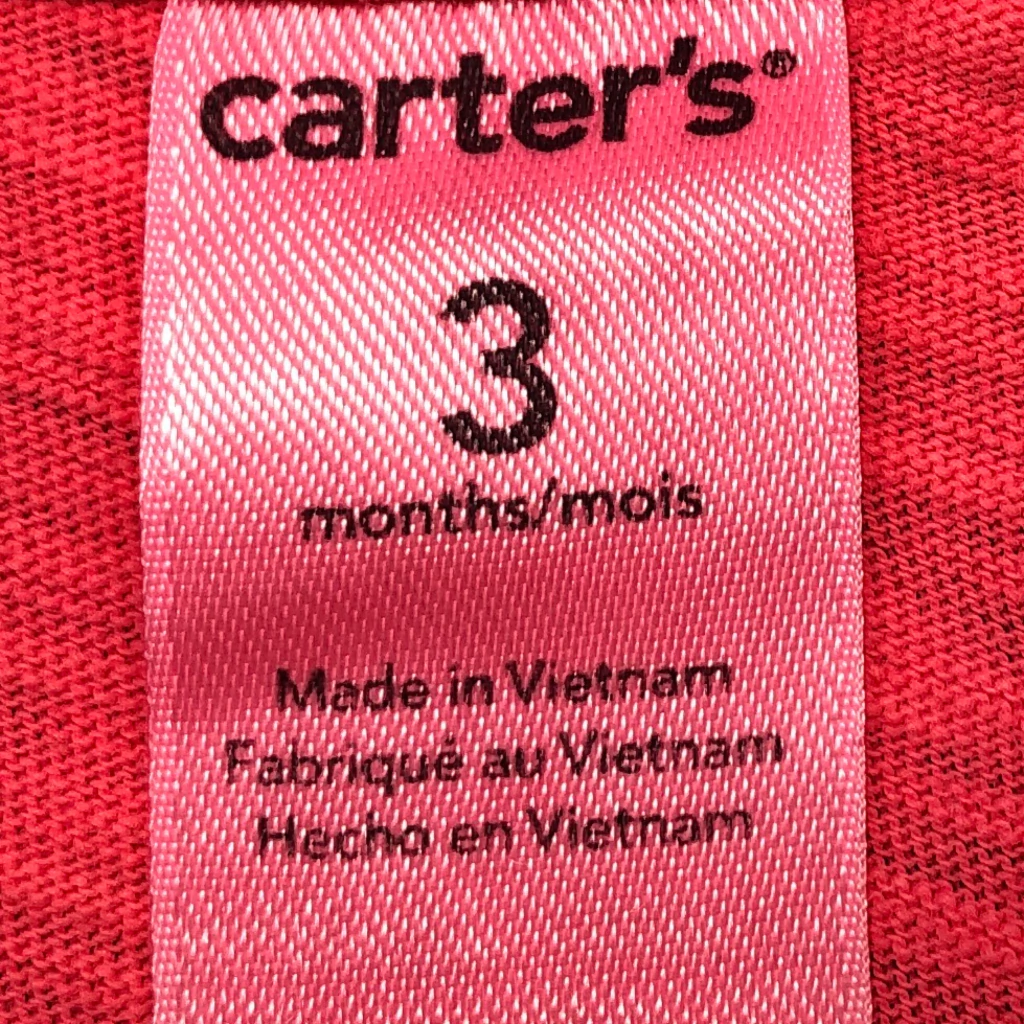 carter's®
3
months/mois
Made in Vietnam
Fabriqué au Vietnam
Hecho en Vietnam